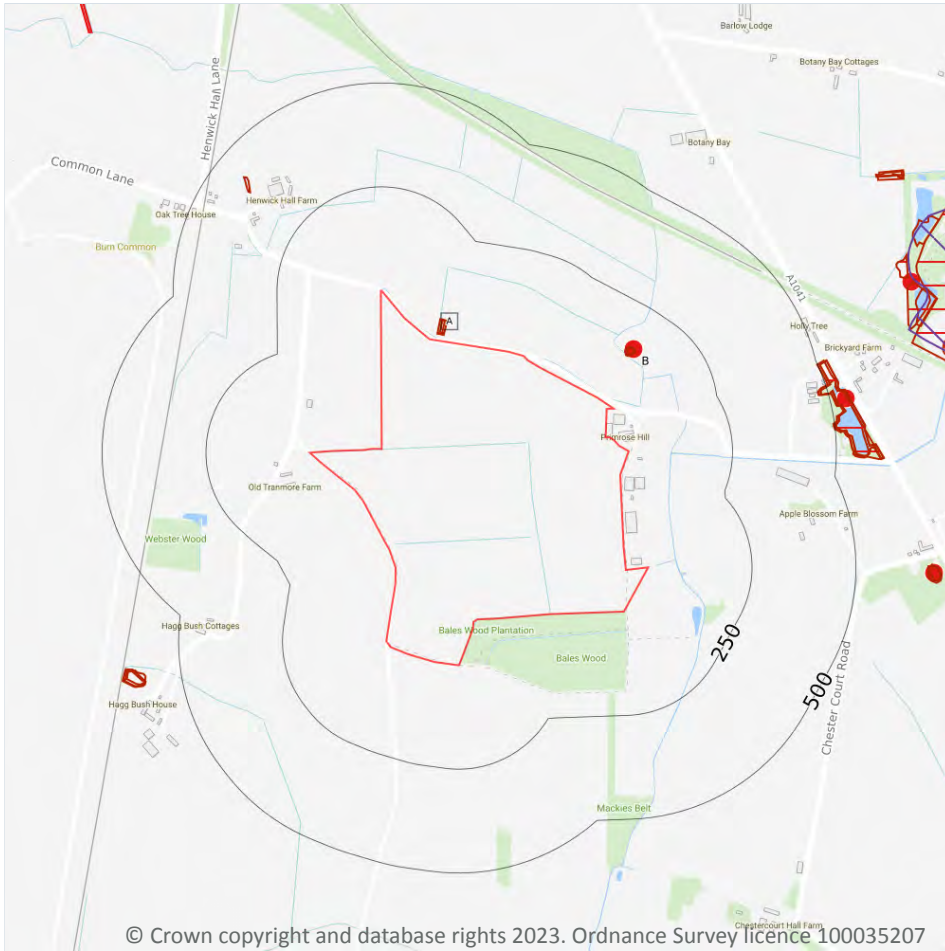 Barlow Lodge
Botany Bay Cottages
Henwick Hall Lane
Botany Bay
Common Lane
Henwick Hall Farm
Oak Tree House
Burn Common
A1041
A
Holly Tree
Brickyard Farm
B
Primrose Hill
Old Tranmore Farm
Apple Blossom Farm
Webster Wood
Hagg Bush Cottages
Bales Wood Plantation
Bales Wood
250
500
Chester Court Road
Hagg Bush House
Mackies Belt
Chestercourt Hall Farm
© Crown copyright and database rights 2023. Ordnance Survey licence 100035207